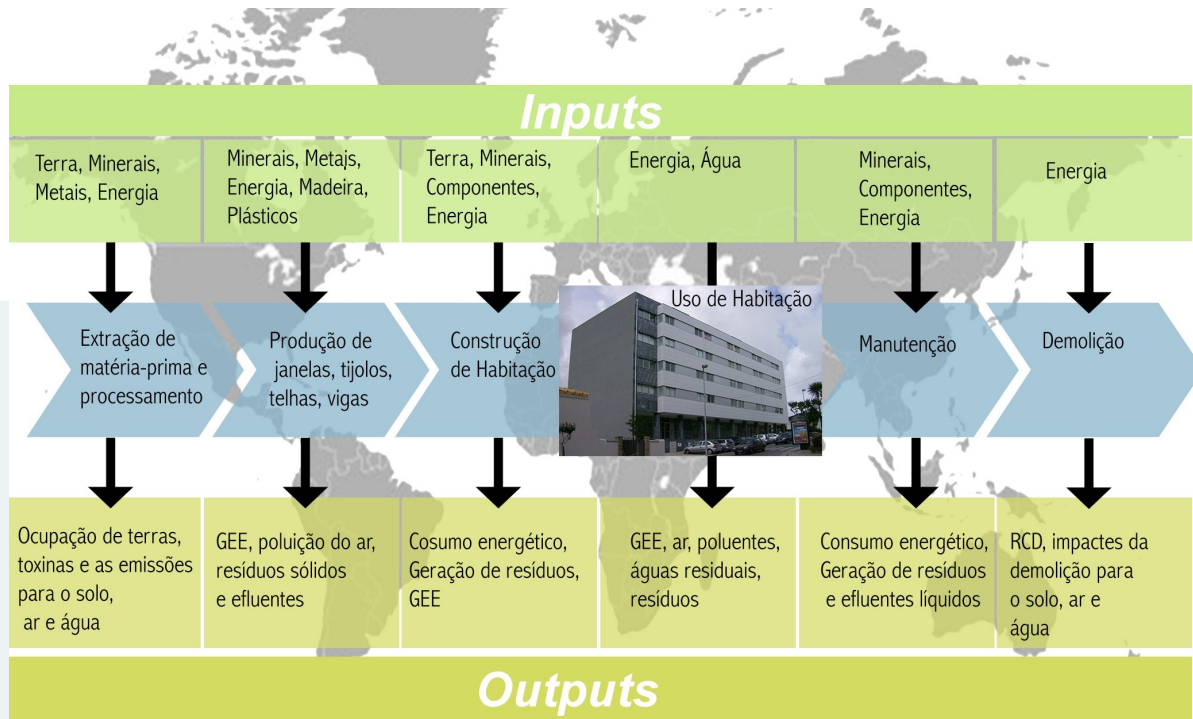 Inputs
Terra, Minerais,
Metais, Energia
Minerais, Metajs,
Energia, Madeira,
Plásticos
Terra, Minerais,
Componentes,
Energia
Energia, Água
Minerais,
Componentes,
Energia
Energia
Extração de
matéria-prima e
processamento
Produção de
janelas, tijolos,
telhas, vigas
Construção
de Habitação
Uso de Habitação
Manutenção
Demolição
Ocupação de terras,
toxinas e as emissões
para o solo,
ar e água
GEE, poluição do ar,
resíduos sólidos
e efluentes
Cosumo energético,
Geração de resíduos,
GEE
GEE, ar, poluentes,
águas residuais,
resíduos
Consumo energético,
Geração de resíduos
e efluentes líquidos
RCD, impactes da
demolição para
o solo, ar e
água
Outputs